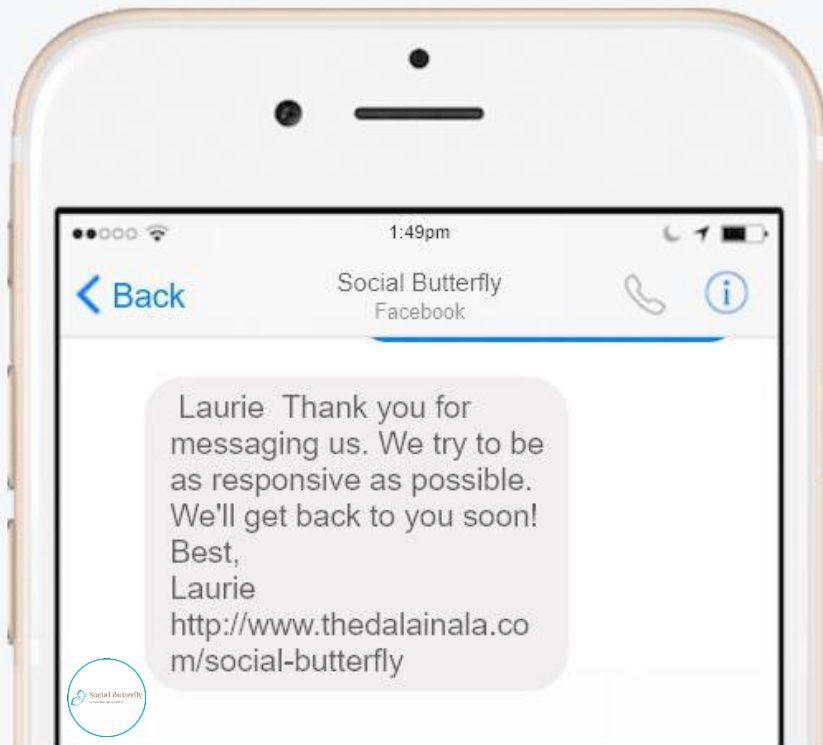 1:49pm
Back
Social Butterfly
Facebook
Laurie  Thank you for
messaging us. We try to be
as responsive as possible.
We'll get back to you soon!
Best,
Laurie
http://www.thedalainala.co
m/social-butterfly
Social Butterfly